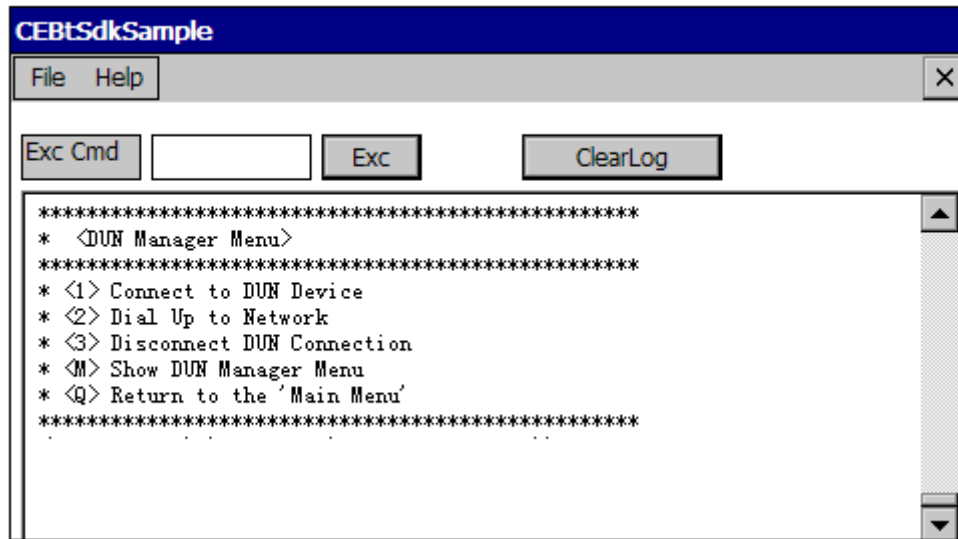 CEBtSdkSample
File Help
Exc Cmd Exc ClearLog
**************************************************
* <DUN Manager Menu>
**************************************************
* <1> Connect to DUN Device
* <2> Dial Up to Network
* <3> Disconnect DUN Connection
* <M> Show DUN Manager Menu
* <Q> Return to the 'Main Menu'
**************************************************